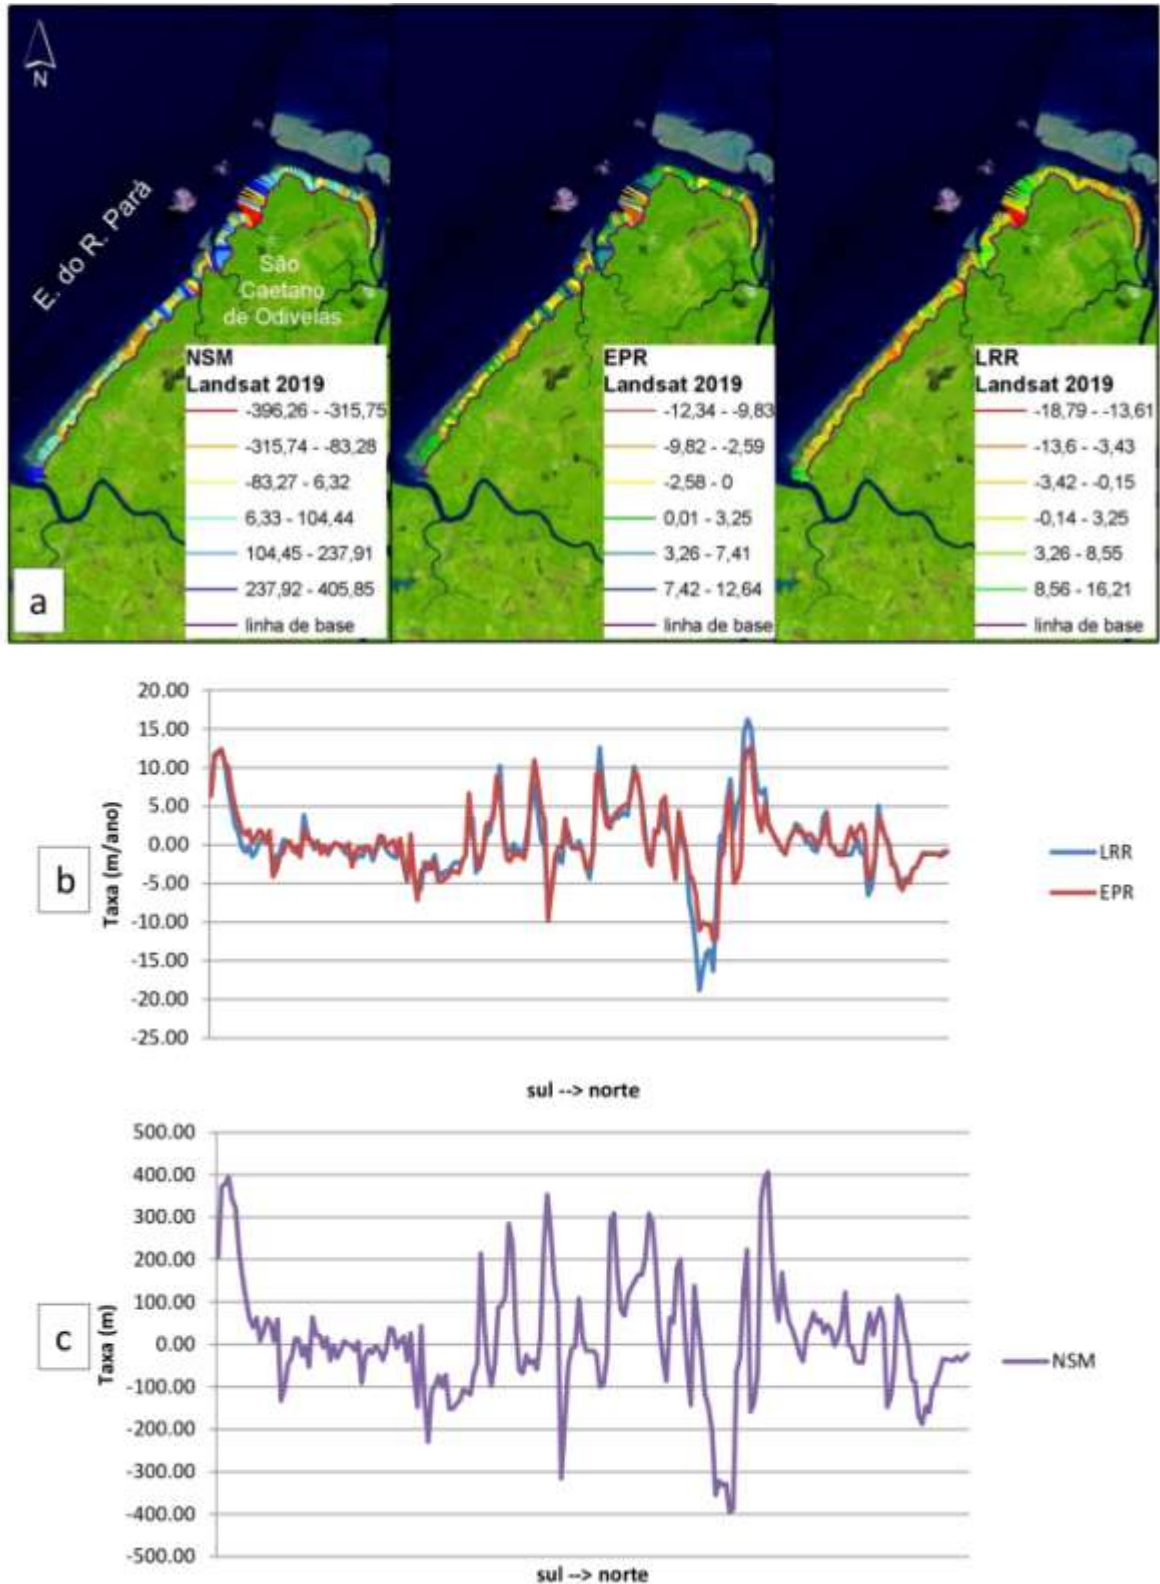 N
E. do R. Pará
São
Caetano
de Odivelas
NSM
Landsat 2019
-396,26 - -315,75
-315,74 - -83,28
-83,27 - 6,32
6,33 - 104,44
104,45 - 237,91
237,92 - 405,85
linha de base
EPR
Landsat 2019
-12,34 - -9,83
-9,82 - -2,59
-2,58 - 0
0,01 - 3,25
3,26 - 7,41
7,42 - 12,64
linha de base
LRR
Landsat 2019
-18,79 - -13,61
-13,6 - -3,43
-3,42 - -0,15
-0,14 - 3,25
3,26 - 8,55
8,56 - 16,21
linha de base
a
20.00
15.00
10.00
5.00
0.00
-5.00
-10.00
-15.00
-20.00
-25.00
Taxa (m/ano)
b
LRR
EPR
sul --> norte
500.00
400.00
300.00
200.00
100.00
0.00
-100.00
-200.00
-300.00
-400.00
-500.00
Taxa (m)
c
NSM
sul --> norte